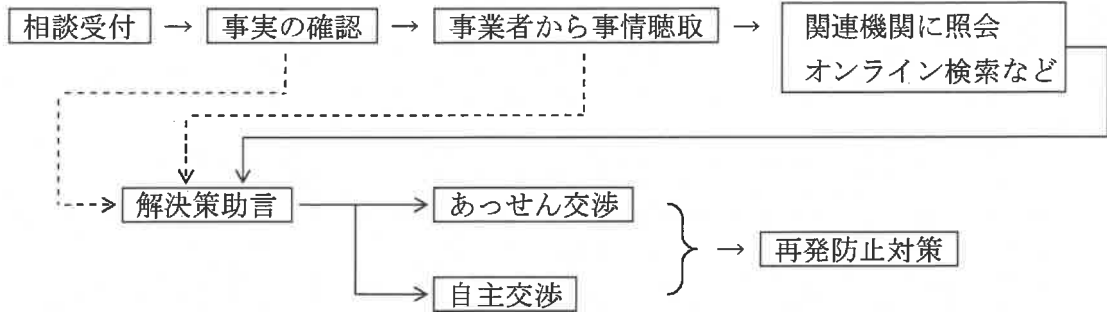 相談受付 → 事実の確認 → 事業者から事情聴取 → 関連機関に照会
オンライン検索など
解決策助言 あっせん交渉
→ 再発防止対策
自主交渉